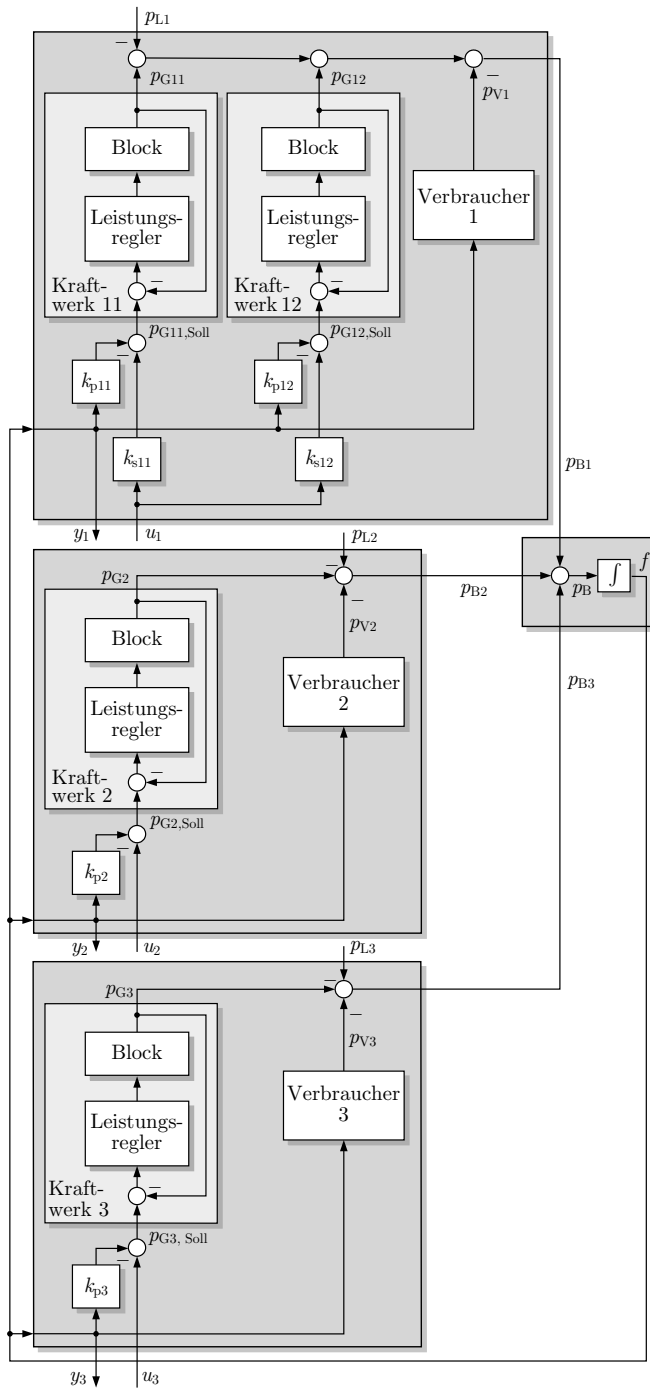 p_L1
−
p_G11
p_G12
−
p_V1
Block
Block
Leistungs-
regler
Leistungs-
regler
Verbraucher
1
−
−
Kraft-
werk 11
Kraft-
werk 12
p_G11,Soll
p_G12,Soll
−
−
k_p11
k_p12
k_s11
k_s12
p_B1
y_1
u_1
p_L2
−
p_G2
p_B2
p_B
∫
f
−
p_V2
Block
p_B3
Leistungs-
regler
Verbraucher
2
−
Kraft-
werk 2
p_G2,Soll
−
k_p2
y_2
u_2
p_L3
−
p_G3
−
p_V3
Block
Leistungs-
regler
Verbraucher
3
−
Kraft-
werk 3
p_G3, Soll
−
k_p3
y_3
u_3